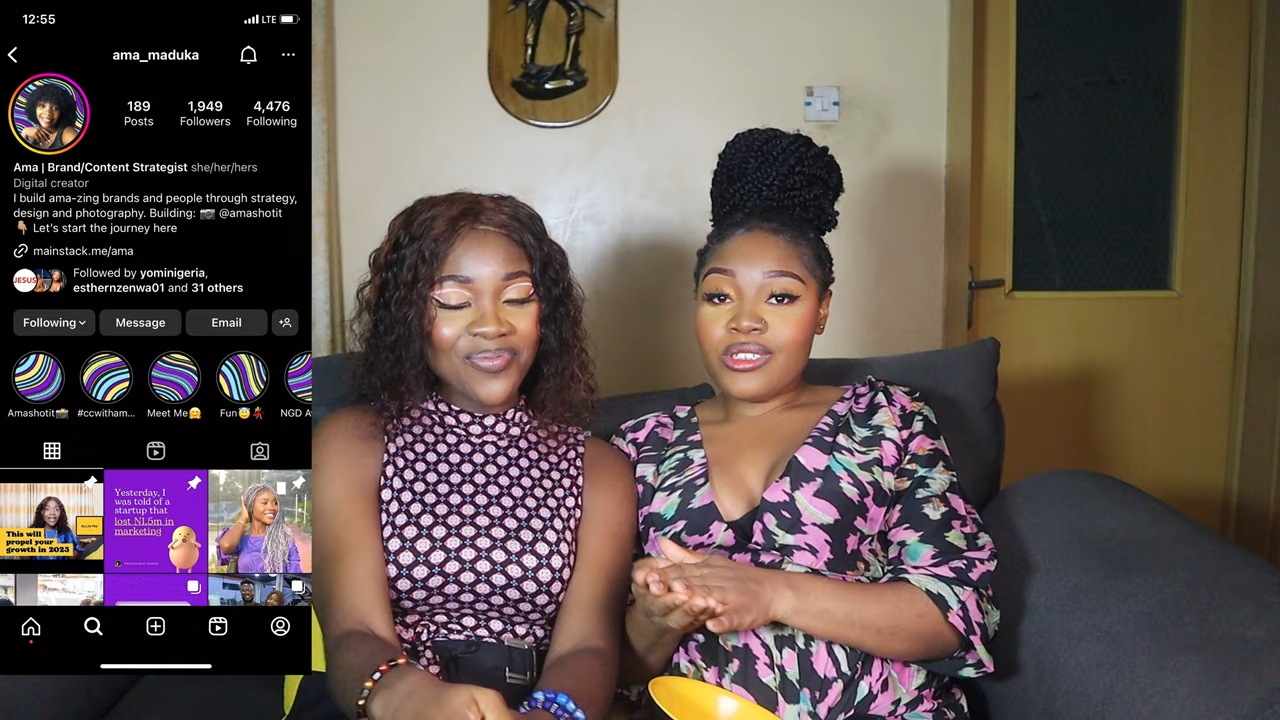 12:55
LTE
ama_maduka
189
Posts
1,949
Followers
4,476
Following
Ama | Brand/Content Strategist she/her/hers
Digital creator
I build ama-zing brands and people through strategy,
design and photography. Building: 📷 @amashotit
👇🏽 Let's start the journey here
mainstack.me/ama
JESUS
Followed by yominigeria,
esthernzenwa01 and 31 others
Following
Message
Email
Amashotit📸
#ccwitham...
Meet Me🤗
Fun😇💃🏾
NGD A
This will
propel your
growth in 2023
Yesterday, I
was told of a
startup that
lost N1.5m in
marketing